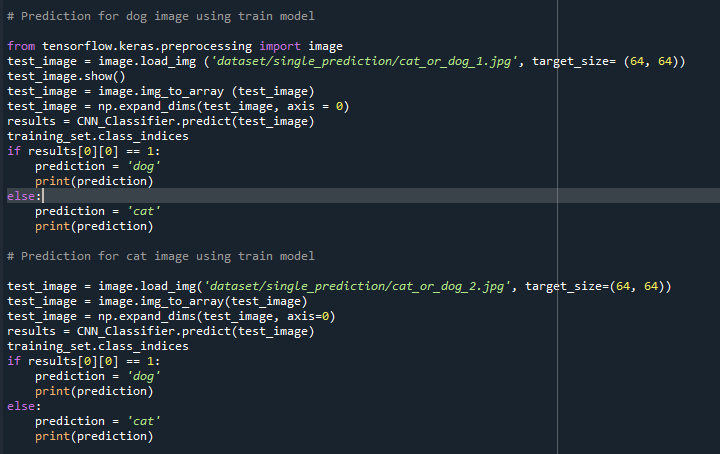 # Prediction for dog image using train model
from tensorflow.keras.preprocessing import image
test_image = image.load_img ('dataset/single_prediction/cat_or_dog_1.jpg', target_size= (64, 64))
test_image.show()
test_image = image.img_to_array (test_image)
test_image = np.expand_dims(test_image, axis = 0)
results = CNN_Classifier.predict(test_image)
training_set.class_indices
if results[0][0] == 1:
    prediction = 'dog'
    print(prediction)
else:
    prediction = 'cat'
    print(prediction)
# Prediction for cat image using train model
test_image = image.load_img('dataset/single_prediction/cat_or_dog_2.jpg', target_size=(64, 64))
test_image = image.img_to_array(test_image)
test_image = np.expand_dims(test_image, axis=0)
results = CNN_Classifier.predict(test_image)
training_set.class_indices
if results[0][0] == 1:
    prediction = 'dog'
    print(prediction)
else:
    prediction = 'cat'
    print(prediction)